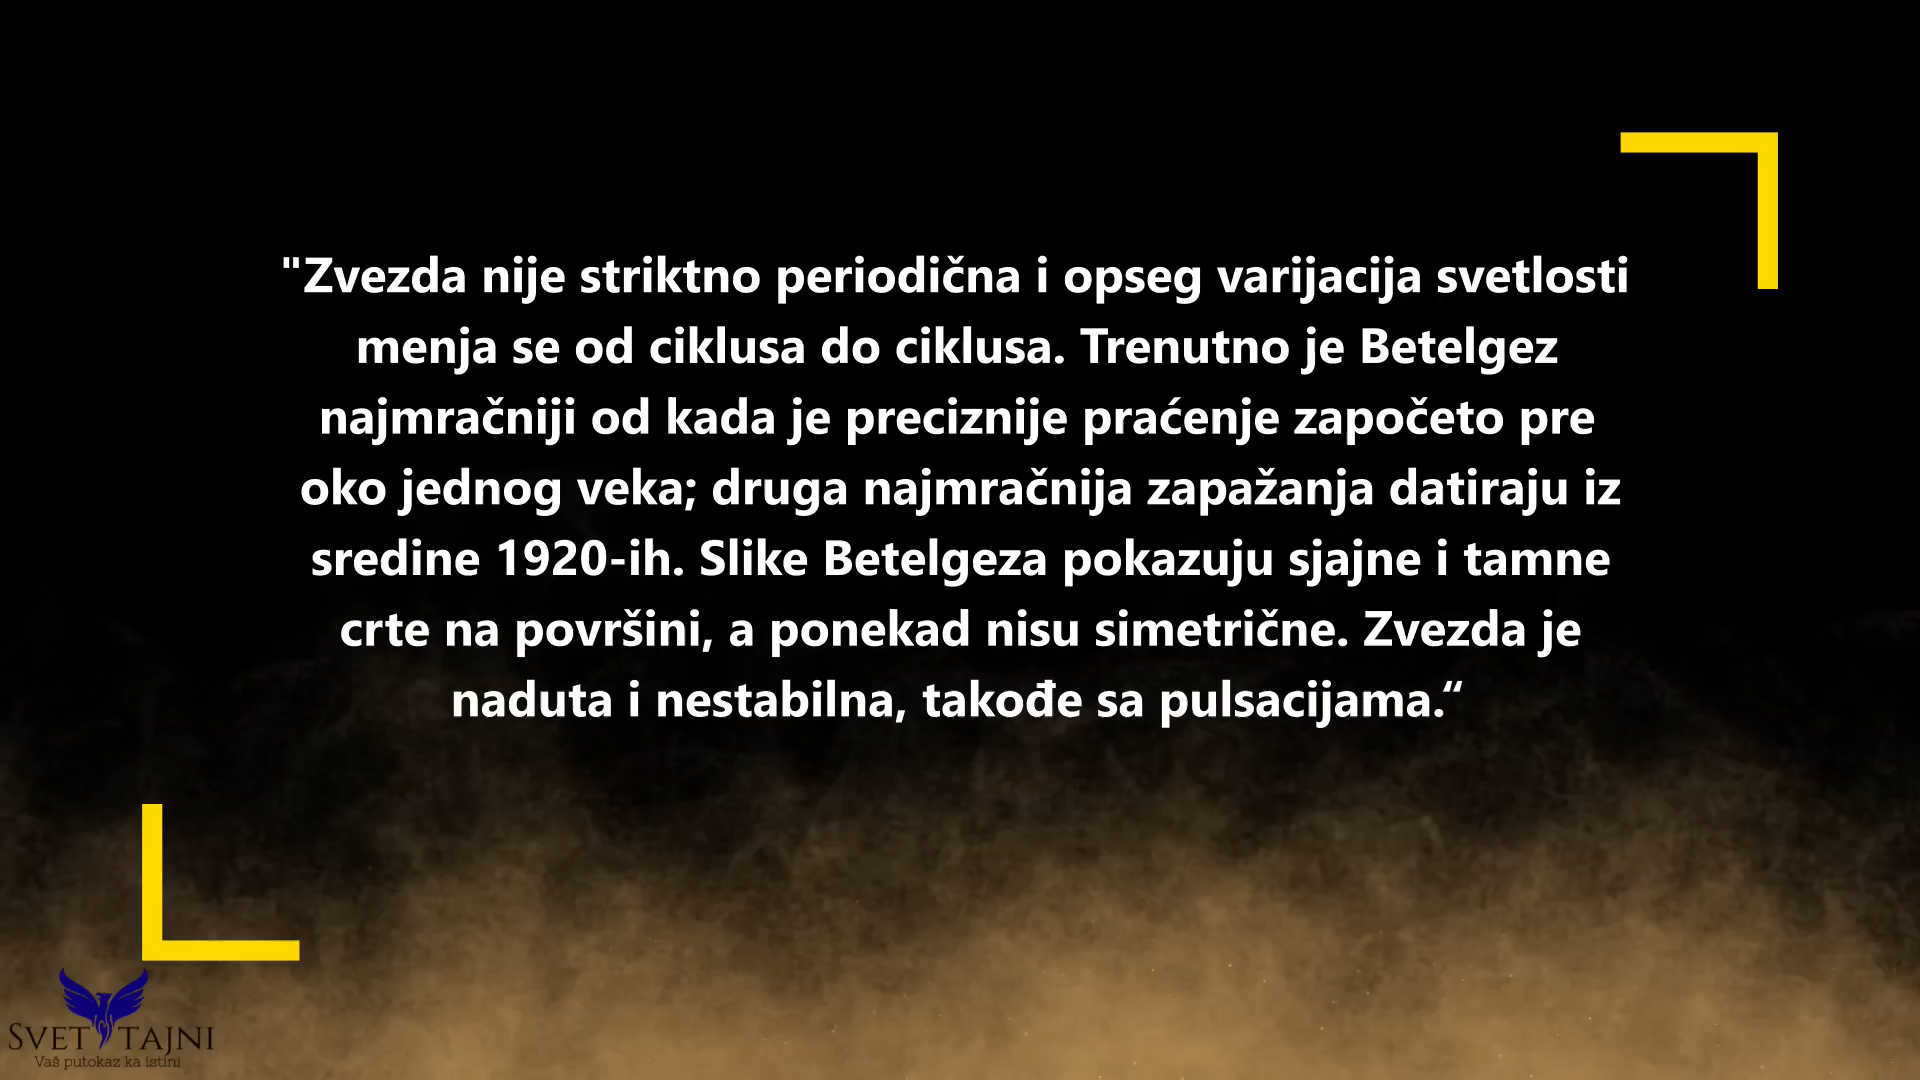 "Zvezda nije striktno periodična i opseg varijacija svetlosti
menja se od ciklusa do ciklusa. Trenutno je Betelgez
najmračniji od kada je preciznije praćenje započeto pre
oko jednog veka; druga najmračnija zapažanja datiraju iz
sredine 1920-ih. Slike Betelgeza pokazuju sjajne i tamne
crte na površini, a ponekad nisu simetrične. Zvezda je
naduta i nestabilna, takođe sa pulsacijama.“
SVET TAJNI
Vaš putokaz ka istini